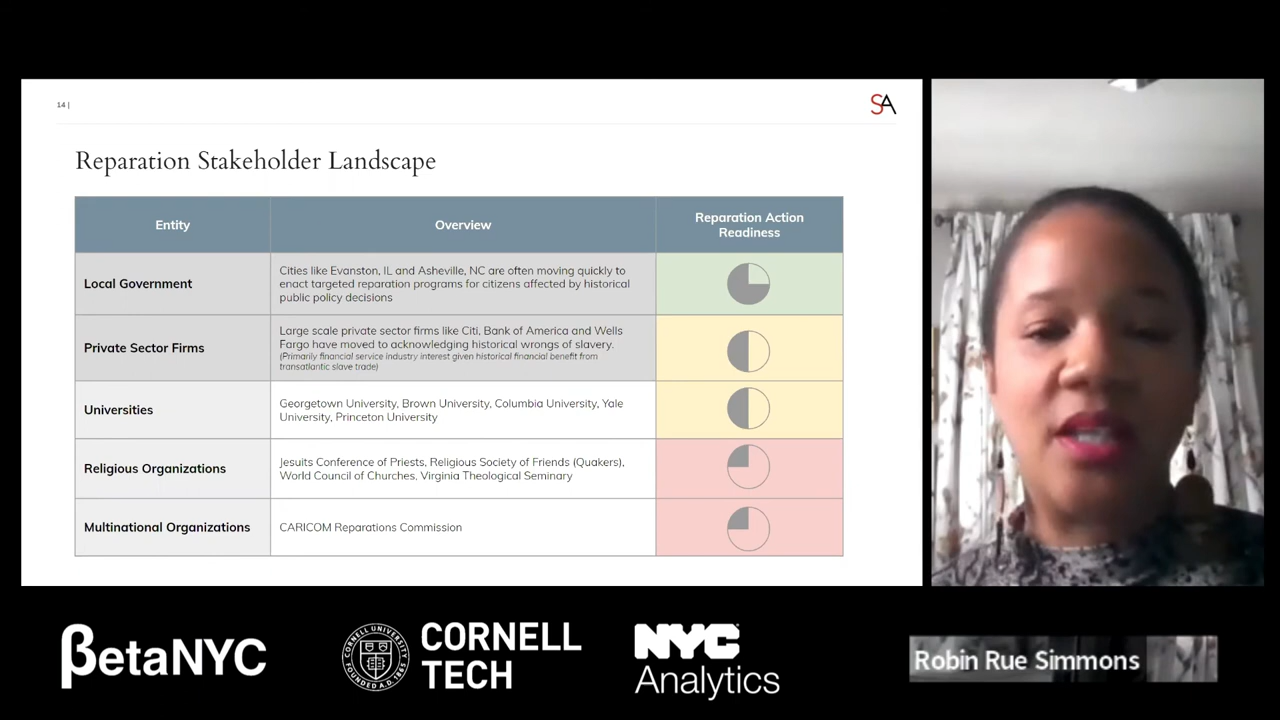 14 |
SA
Reparation Stakeholder Landscape
Entity
Overview
Reparation Action
Readiness
Local Government
Cities like Evanston, IL and Asheville, NC are often moving quickly to
enact targeted reparation programs for citizens affected by historical
public policy decisions
Private Sector Firms
Large scale private sector firms like Citi, Bank of America and Wells
Fargo have moved to acknowledging historical wrongs of slavery.
(Primarily financial service industry interest given historical financial benefit from
transatlantic slave trade)
Universities
Georgetown University, Brown University, Columbia University, Yale
University, Princeton University
Religious Organizations
Jesuits Conference of Priests, Religious Society of Friends (Quakers),
World Council of Churches, Virginia Theological Seminary
Multinational Organizations
CARICOM Reparations Commission
βetaNYC
CORNELL UNIVERSITY
FOUNDED A.D. 1865
CORNELL
TECH
NYC
Analytics
Robin Rue Simmons